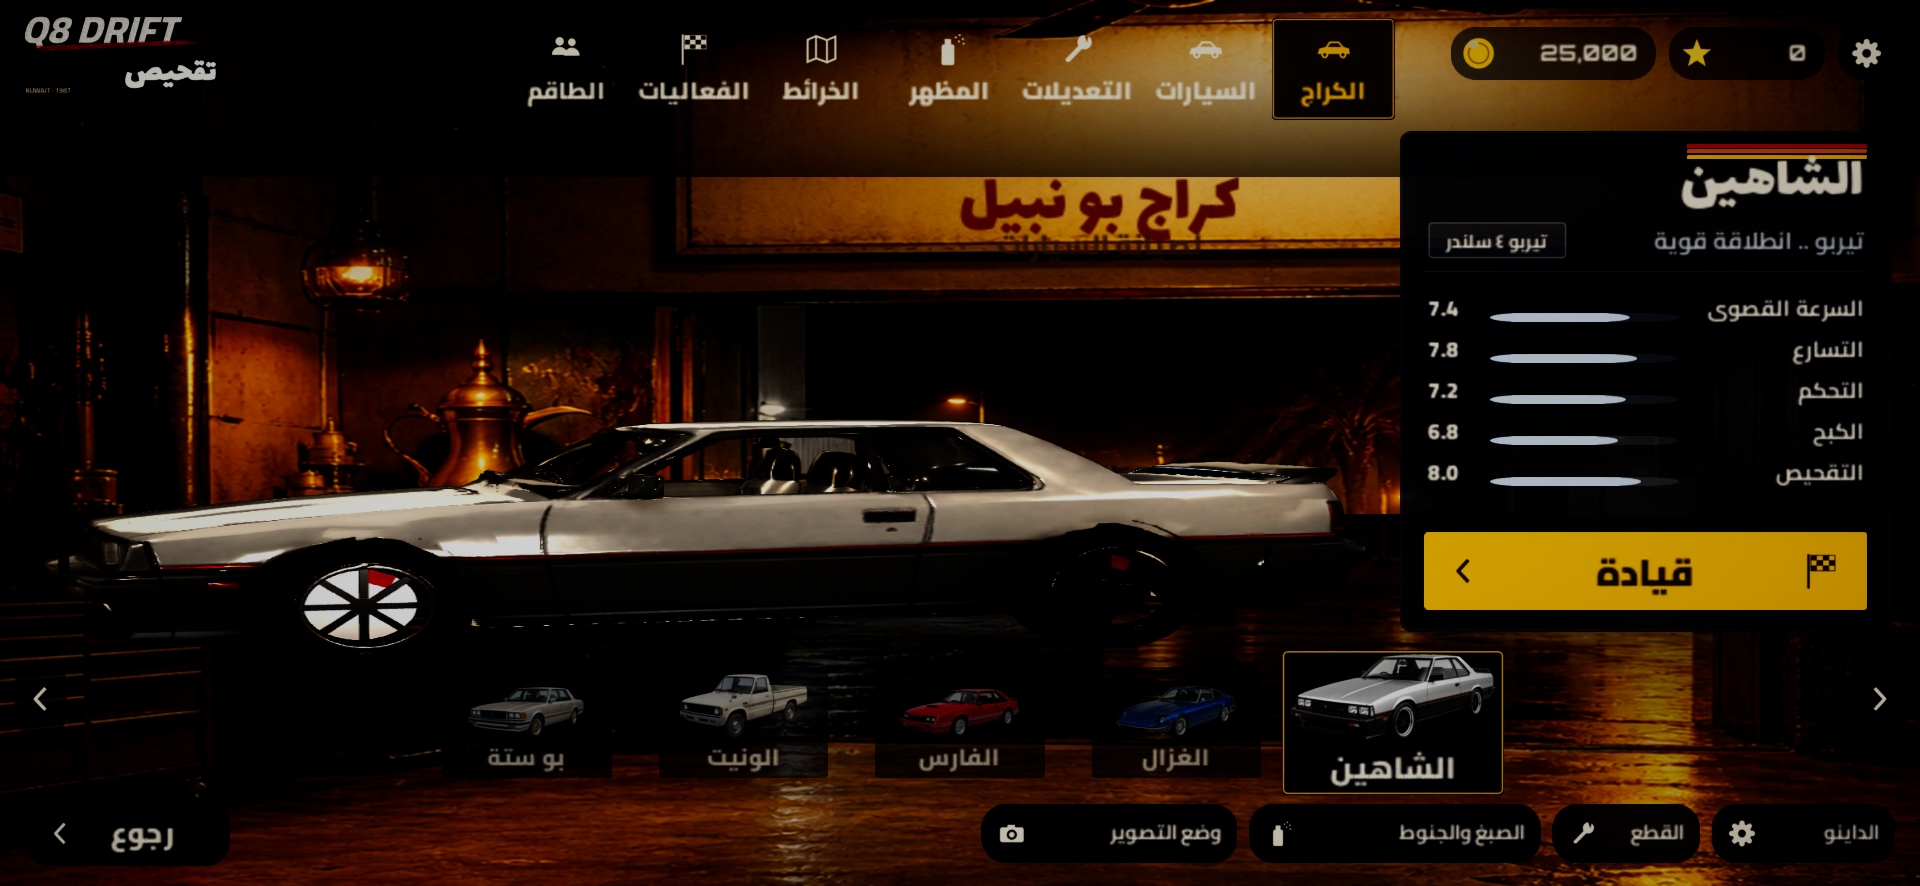 Q8 DRIFT
تفحيص
KUWAIT · 1987
الكراج
السيارات
التعديلات
المظهر
الخرائط
الفعاليات
الطاقم
25,000
0
كراج بو نبيل
الشاهين
تيربو .. انطلاقة قوية
تيربو ٤ سلندر
السرعة القصوى 7.4
التسارع 7.8
التحكم 7.2
الكبح 6.8
التفحيص 8.0
قيادة
الشاهين
الغزال
الفارس
الونيت
بو ستة
الداينو
القطع
الصبغ والجنوط
وضع التصوير
رجوع